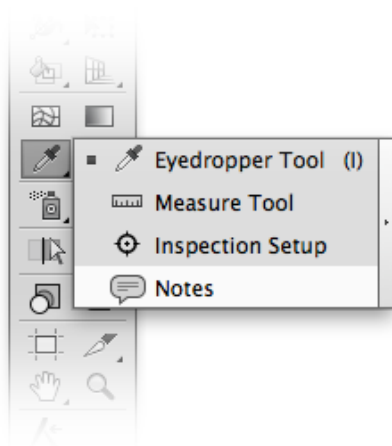 Eyedropper Tool (I)
Measure Tool
Inspection Setup
Notes